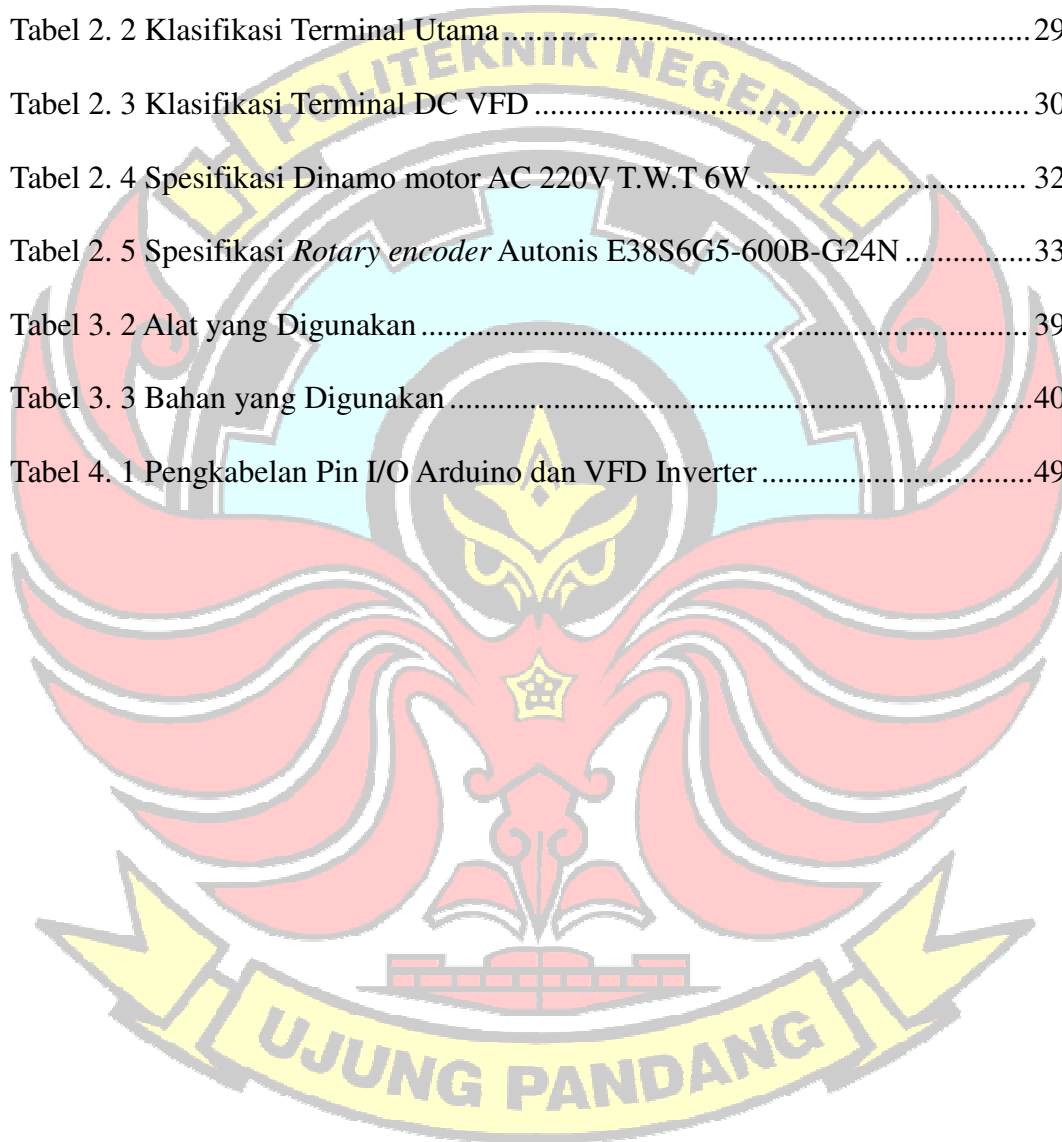 Tabel 2. 2 Klasifikasi Terminal Utama ........ 29
Tabel 2. 3 Klasifikasi Terminal DC VFD ........ 30
Tabel 2. 4 Spesifikasi Dinamo motor AC 220V T.W.T 6W ........ 32
Tabel 2. 5 Spesifikasi Rotary encoder Autonis E38S6G5-600B-G24N ........ 33
Tabel 3. 2 Alat yang Digunakan ........ 39
Tabel 3. 3 Bahan yang Digunakan ........ 40
Tabel 4. 1 Pengkabelan Pin I/O Arduino dan VFD Inverter ........ 49
POLITEKNIK NEGERI
UJUNG PANDANG